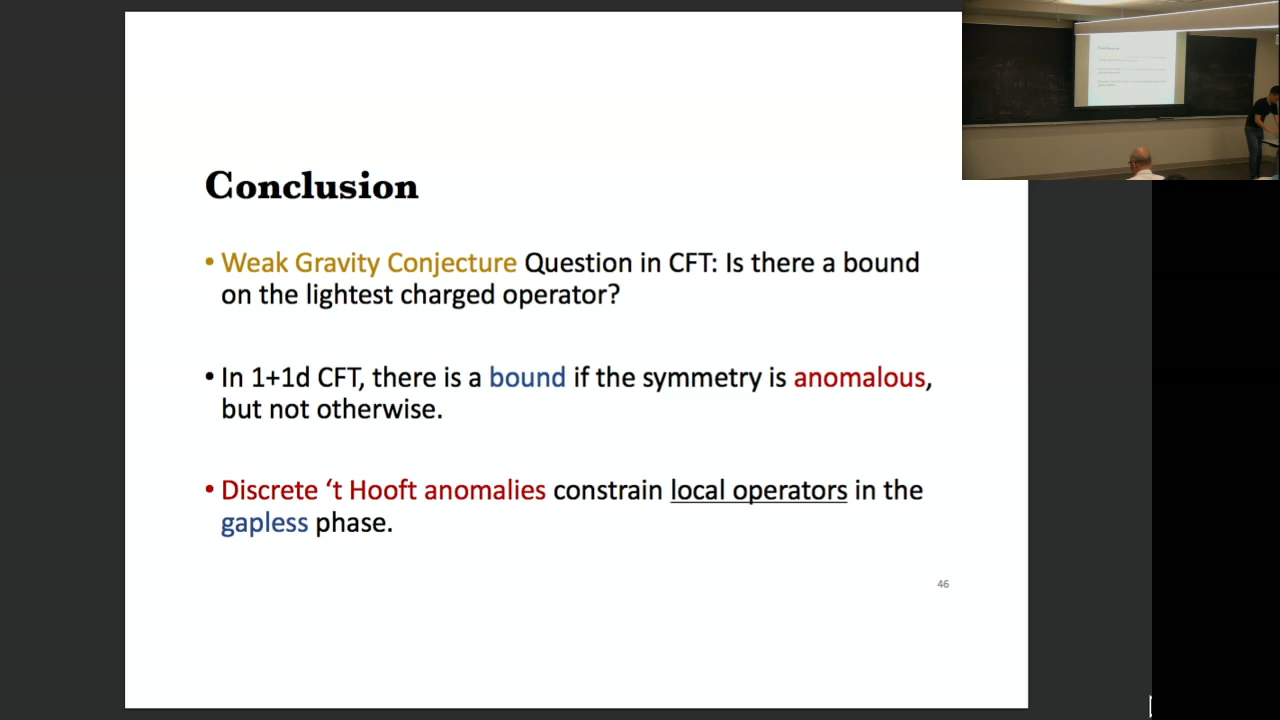 Conclusion
• Weak Gravity Conjecture Question in CFT: Is there a bound
on the lightest charged operator?
• In 1+1d CFT, there is a bound if the symmetry is anomalous,
but not otherwise.
• Discrete ‘t Hooft anomalies constrain local operators in the
gapless phase.
46